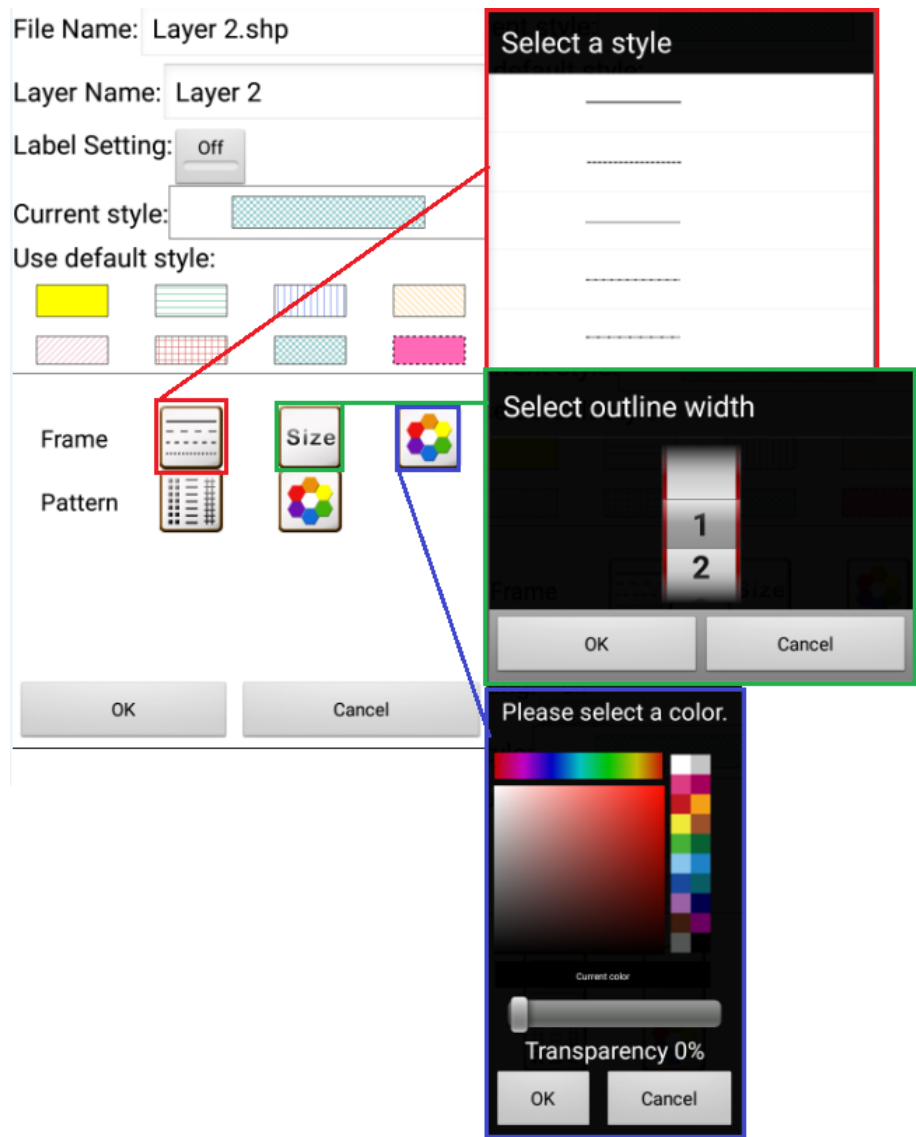 File Name: Layer 2.shp
Layer Name: Layer 2
Label Setting: Off
Current style:
Use default style:
Frame Size
Pattern
OK Cancel
Select a style
Select outline width
1
2
OK Cancel
Please select a color.
Current color
Transparency 0%
OK Cancel